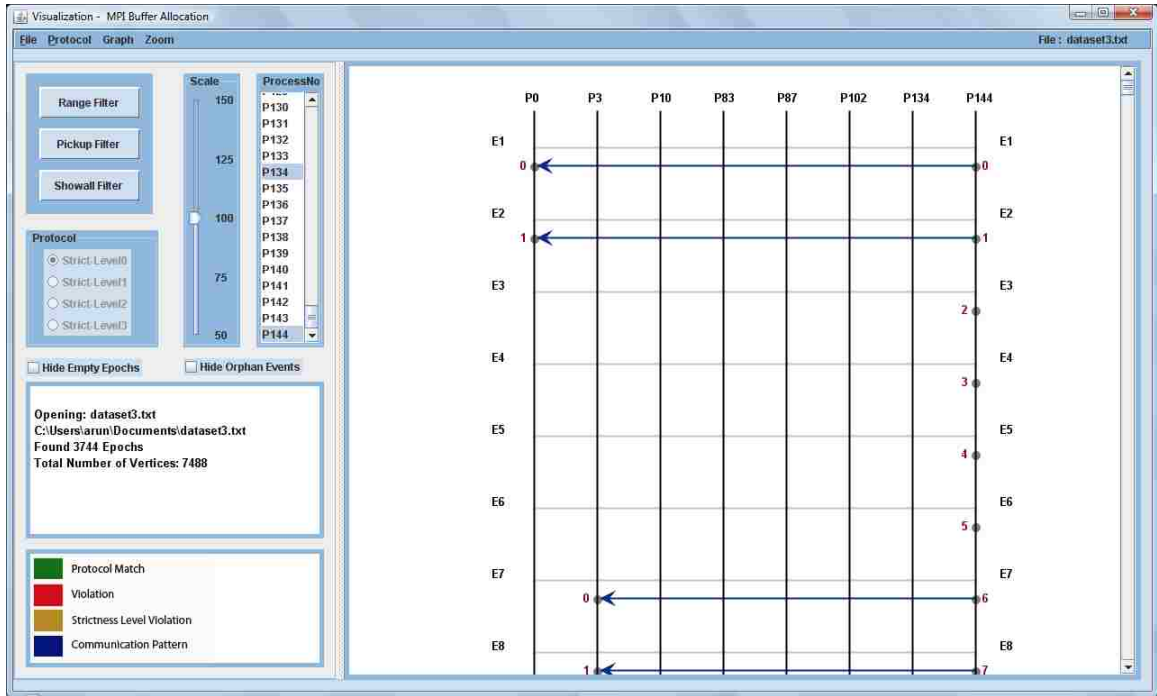 Visualization - MPI Buffer Allocation
File Protocol Graph Zoom
File : dataset3.txt
Range Filter
Pickup Filter
Showall Filter
Protocol
Strict-Level0
Strict-Level1
Strict-Level2
Strict-Level3
Scale
150
125
100
75
50
ProcessNo
P130
P131
P132
P133
P134
P135
P136
P137
P138
P139
P140
P141
P142
P143
P144
Hide Empty Epochs
Hide Orphan Events
Opening: dataset3.txt
C:\Users\arun\Documents\dataset3.txt
Found 3744 Epochs
Total Number of Vertices: 7488
Protocol Match
Violation
Strictness Level Violation
Communication Pattern
P0 P3 P10 P83 P87 P102 P134 P144
E1 E1
0 0
E2 E2
1 1
E3 E3
2
E4 E4
3
E5 E5
4
E6 E6
5
E7 E7
0 6
E8 E8
1 7